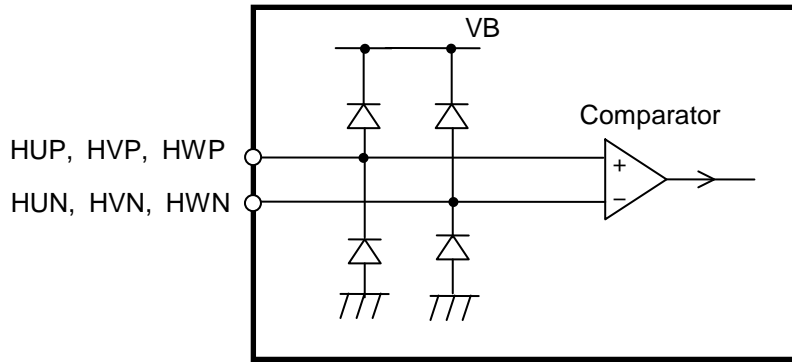 VB
Comparator
HUP, HVP, HWP
+
HUN, HVN, HWN
−